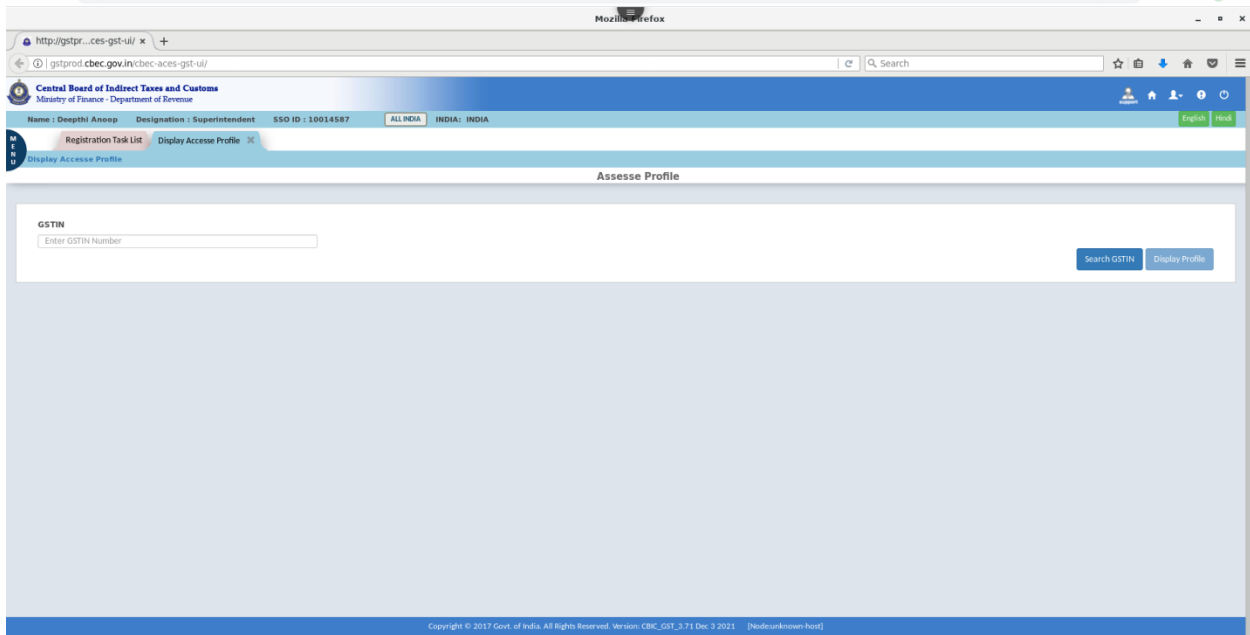 Mozilla Firefox
http://gstpr...ces-gst-ui/
gstprod.cbec.gov.in/cbec-aces-gst-ui/
Search
Central Board of Indirect Taxes and Customs
Ministry of Finance - Department of Revenue
support
Name : Deepthi Anoop Designation : Superintendent SSO ID : 10014587 ALL INDIA INDIA: INDIA English Hindi
MENU
Registration Task List Display Accesse Profile
Display Accesse Profile
Assesse Profile
GSTIN
Enter GSTIN Number
Search GSTIN Display Profile
Copyright © 2017 Govt. of India. All Rights Reserved. Version: CBIC_GST_3.71 Dec 3 2021 [Node:unknown-host]